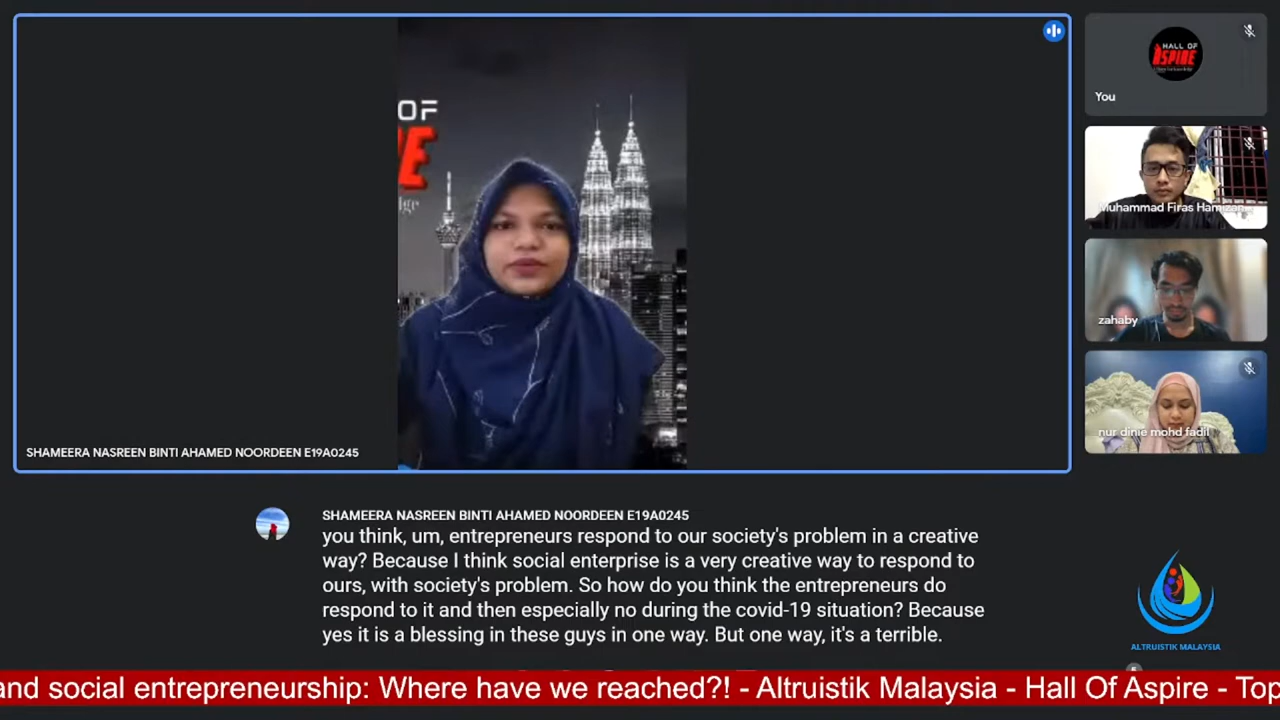 HALL OF
ASPIRE
You
OF
RE
lge
Muhammad Firas Hamizan
zahaby
nur dinie mohd fadil
SHAMEERA NASREEN BINTI AHAMED NOORDEEN E19A0245
SHAMEERA NASREEN BINTI AHAMED NOORDEEN E19A0245
you think, um, entrepreneurs respond to our society's problem in a creative
way? Because I think social enterprise is a very creative way to respond to
ours, with society's problem. So how do you think the entrepreneurs do
respond to it and then especially no during the covid-19 situation? Because
yes it is a blessing in these guys in one way. But one way, it's a terrible.
ALTRUISTIK MALAYSIA
and social entrepreneurship: Where have we reached?! - Altruistik Malaysia - Hall Of Aspire - Top